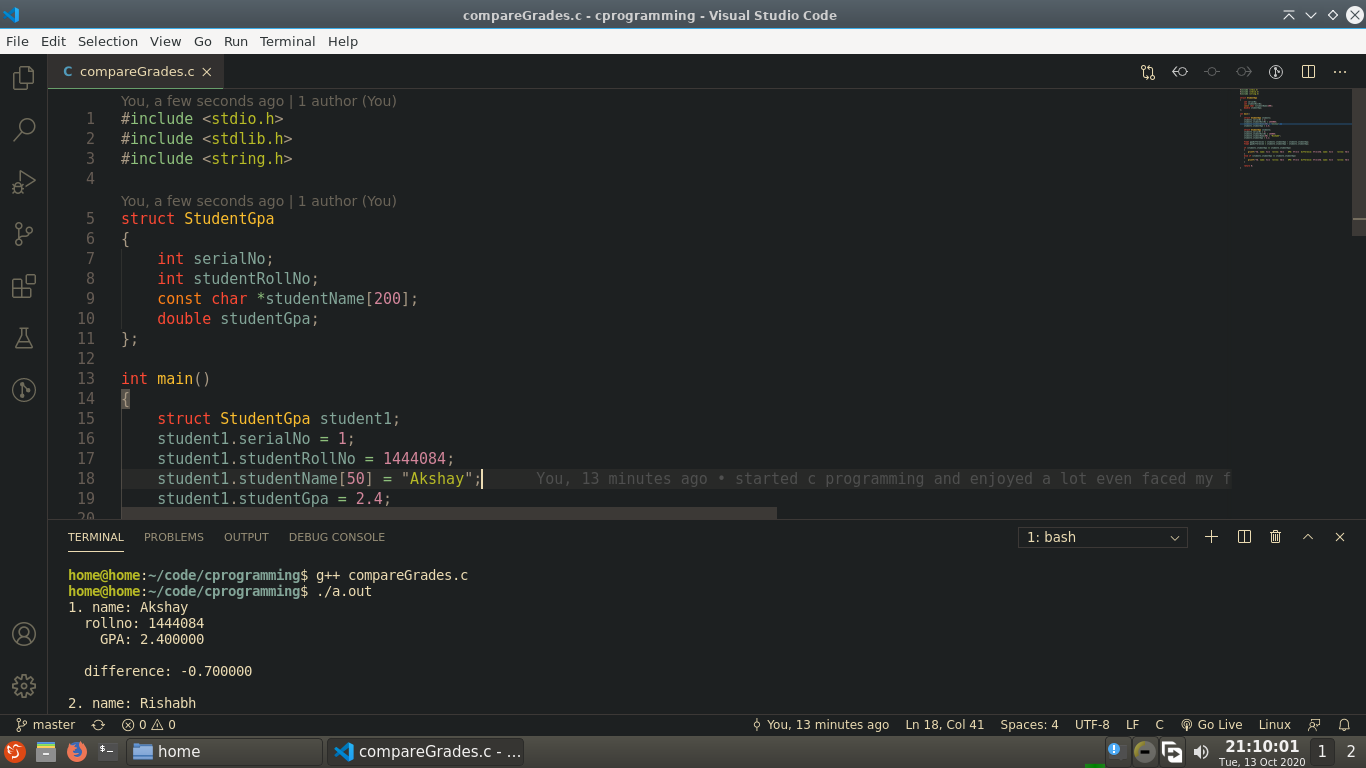 compareGrades.c - cprogramming - Visual Studio Code
File Edit Selection View Go Run Terminal Help
C compareGrades.c
You, a few seconds ago | 1 author (You)
1 #include <stdio.h>
2 #include <stdlib.h>
3 #include <string.h>
4
You, a few seconds ago | 1 author (You)
5 struct StudentGpa
6 {
7 int serialNo;
8 int studentRollNo;
9 const char *studentName[200];
10 double studentGpa;
11 };
12
13 int main()
14 {
15 struct StudentGpa student1;
16 student1.serialNo = 1;
17 student1.studentRollNo = 1444084;
18 student1.studentName[50] = "Akshay"; You, 13 minutes ago • started c programming and enjoyed a lot even faced my f
19 student1.studentGpa = 2.4;
20
TERMINAL PROBLEMS OUTPUT DEBUG CONSOLE 1: bash
home@home:~/code/cprogramming$ g++ compareGrades.c
home@home:~/code/cprogramming$ ./a.out
1. name: Akshay
rollno: 1444084
GPA: 2.400000
difference: -0.700000
2. name: Rishabh
master 0 0 You, 13 minutes ago Ln 18, Col 41 Spaces: 4 UTF-8 LF C Go Live Linux
home compareGrades.c - ... 21:10:01 1 2
Tue, 13 Oct 2020